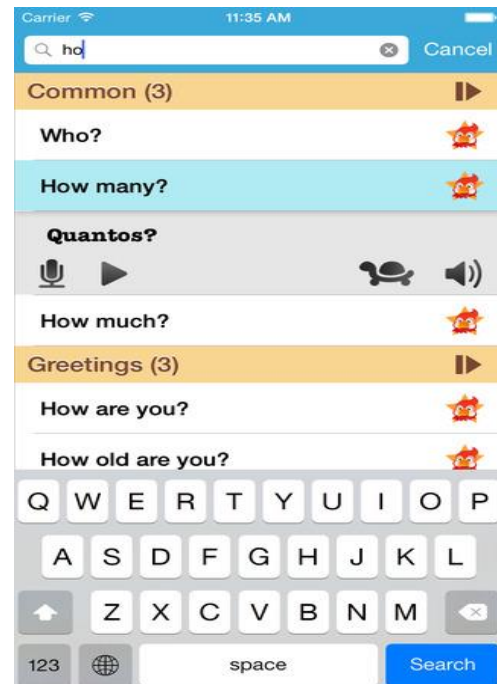 Carrier 11:35 AM
ho Cancel
Common (3)
Who?
How many?
Quantos?
How much?
Greetings (3)
How are you?
How old are you?
Q W E R T Y U I O P
A S D F G H J K L
Z X C V B N M
123 space Search